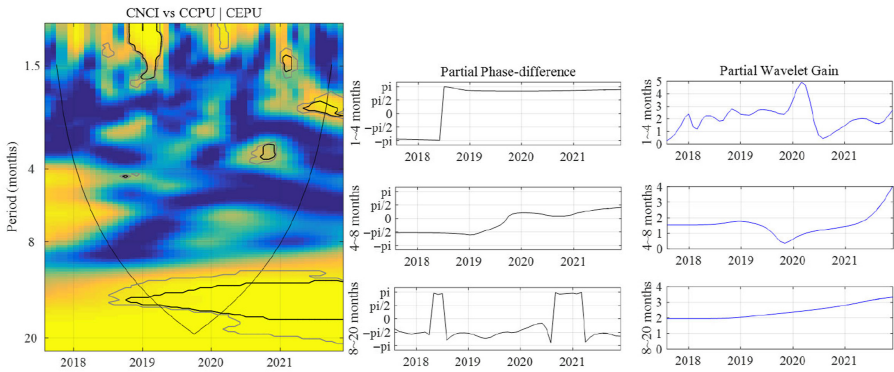 CNCI vs CCPU | CEPU
Period (months)
1.5
4
8
20
2018
2019
2020
2021
Partial Phase-difference
1~4 months
pi
pi/2
0
−pi/2
−pi
2018
2019
2020
2021
4~8 months
pi
pi/2
0
−pi/2
−pi
2018
2019
2020
2021
8~20 months
pi
pi/2
0
−pi/2
−pi
2018
2019
2020
2021
Partial Wavelet Gain
1~4 months
5
4
3
2
1
0
2018
2019
2020
2021
4~8 months
4
3
2
1
0
2018
2019
2020
2021
8~20 months
4
3
2
1
0
2018
2019
2020
2021